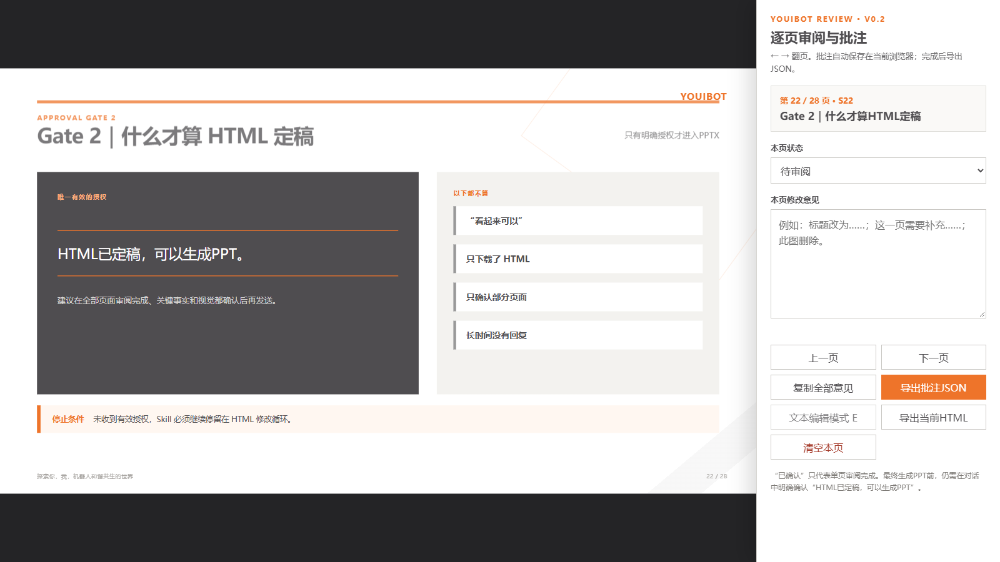 YOUIBOT
APPROVAL GATE 2
Gate 2｜什么才算 HTML 定稿
只有明确授权才进入PPTX
唯一有效的授权
HTML已定稿，可以生成PPT。
建议在全部页面审阅完成、关键事实和视觉都确认后再发送。
以下都不算
“看起来可以”
只下载了 HTML
只确认部分页面
长时间没有回复
停止条件 未收到有效授权，Skill 必须继续停留在 HTML 修改循环。
探索你、我、机器人和谐共生的世界
22 / 28
YOUIBOT REVIEW • V0.2
逐页审阅与批注
← → 翻页。批注自动保存在当前浏览器；完成后导出
JSON。
第 22 / 28 页 • S22
Gate 2｜什么才算HTML定稿
本页状态
待审阅
本页修改意见
例如：标题改为……；这一页需要补充……；
此图删除。
上一页
下一页
复制全部意见
导出批注JSON
文本编辑模式 E
导出当前HTML
清空本页
“已确认”只代表单页审阅完成。最终生成PPT前，仍需在对话
中明确确认“HTML已定稿，可以生成PPT”。